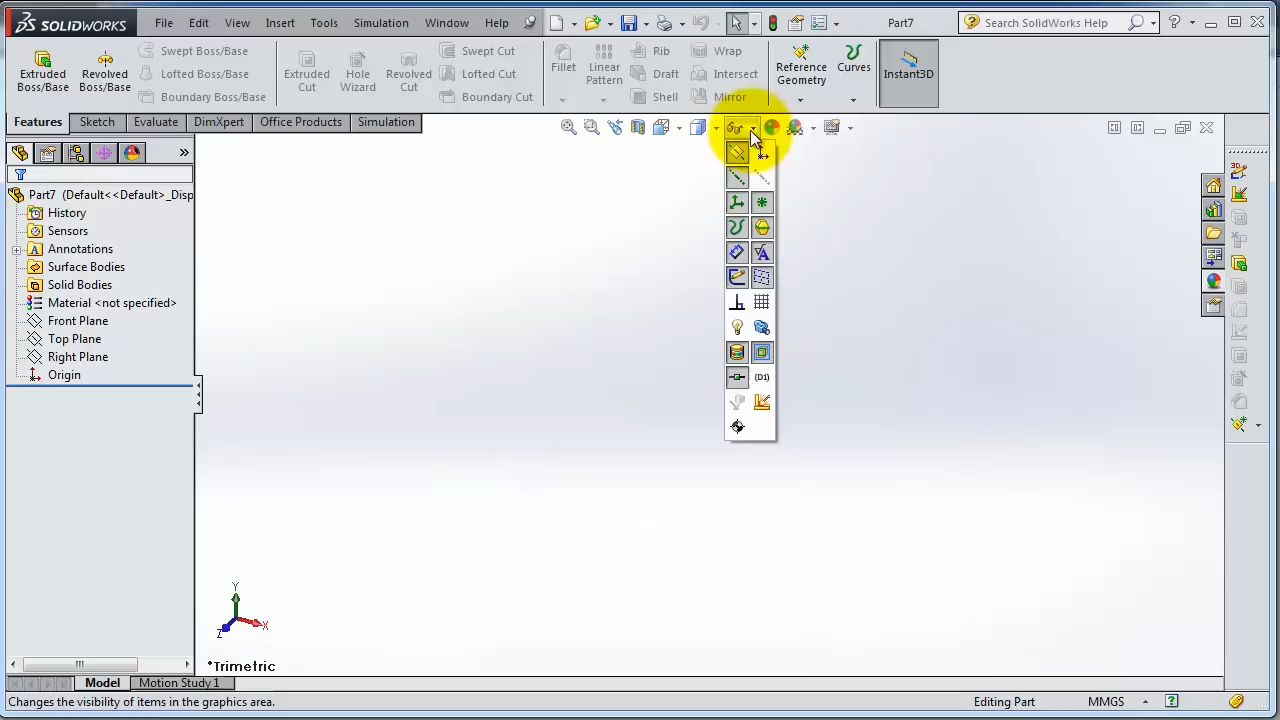 SOLIDWORKS File Edit View Insert Tools Simulation Window Help Part7 Search SolidWorks Help
Extruded Boss/Base
Revolved Boss/Base
Swept Boss/Base
Lofted Boss/Base
Boundary Boss/Base
Extruded Cut
Hole Wizard
Revolved Cut
Swept Cut
Lofted Cut
Boundary Cut
Fillet
Linear Pattern
Rib
Draft
Shell
Wrap
Intersect
Mirror
Reference Geometry
Curves
Instant3D
Features Sketch Evaluate DimXpert Office Products Simulation
Part7 (Default<<Default>_Disp
History
Sensors
A Annotations
Surface Bodies
Solid Bodies
Material <not specified>
Front Plane
Top Plane
Right Plane
Origin
A
(D1)
3D
Y
X
Z
*Trimetric
Model Motion Study 1
Changes the visibility of items in the graphics area. Editing Part MMGS